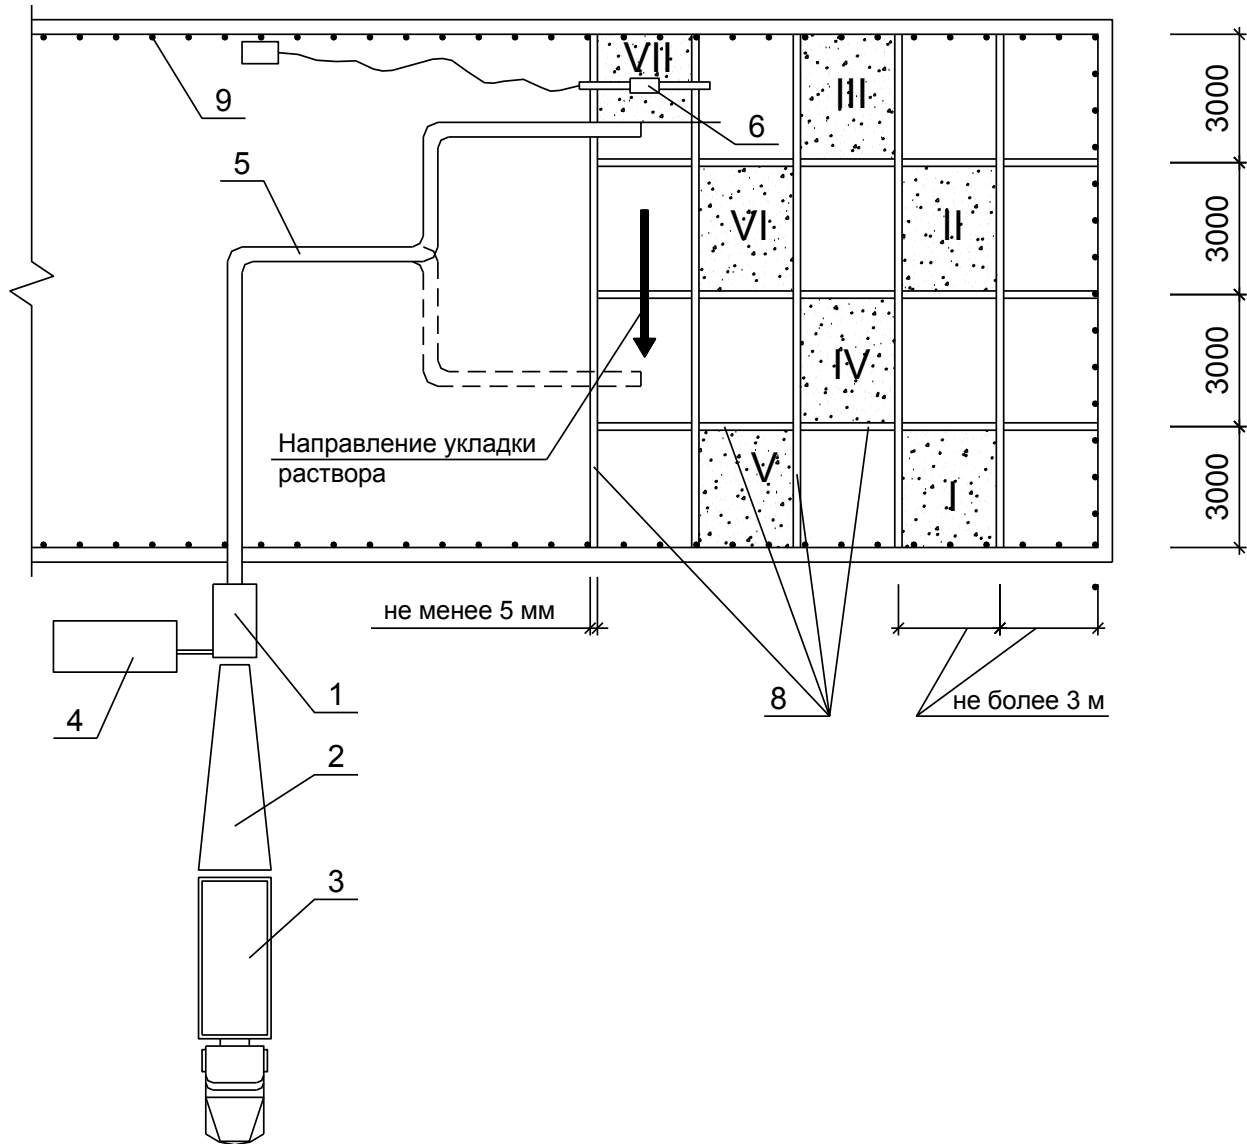 VII
III
9
6
3000
5
VI
II
3000
IV
3000
Направление укладки
раствора
V
I
3000
не менее 5 мм
1
8
не более 3 м
4
2
3